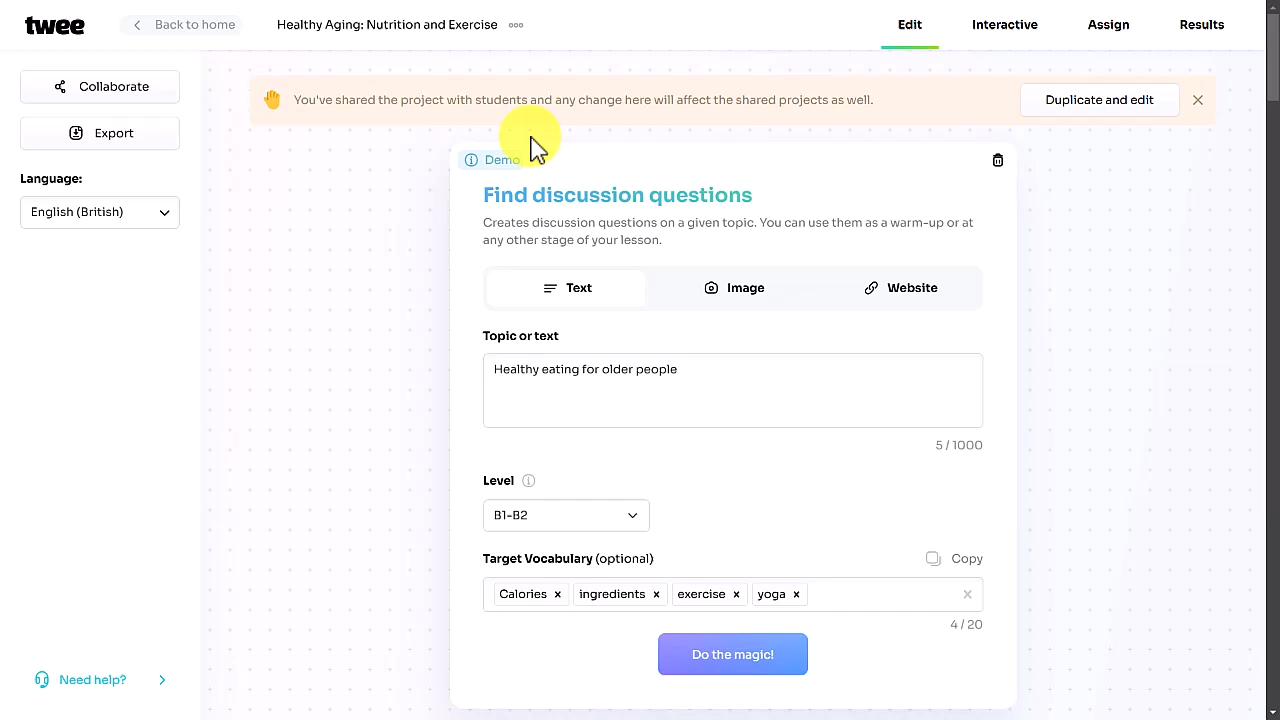 twee
Back to home
Healthy Aging: Nutrition and Exercise
Edit
Interactive
Assign
Results
Collaborate
Export
Language:
English (British)
You've shared the project with students and any change here will affect the shared projects as well.
Duplicate and edit
Demo
Find discussion questions
Creates discussion questions on a given topic. You can use them as a warm-up or at
any other stage of your lesson.
Text
Image
Website
Topic or text
Healthy eating for older people
5 / 1000
Level
B1-B2
Target Vocabulary (optional)
Copy
Calories × ingredients × exercise × yoga ×
4 / 20
Do the magic!
Need help?